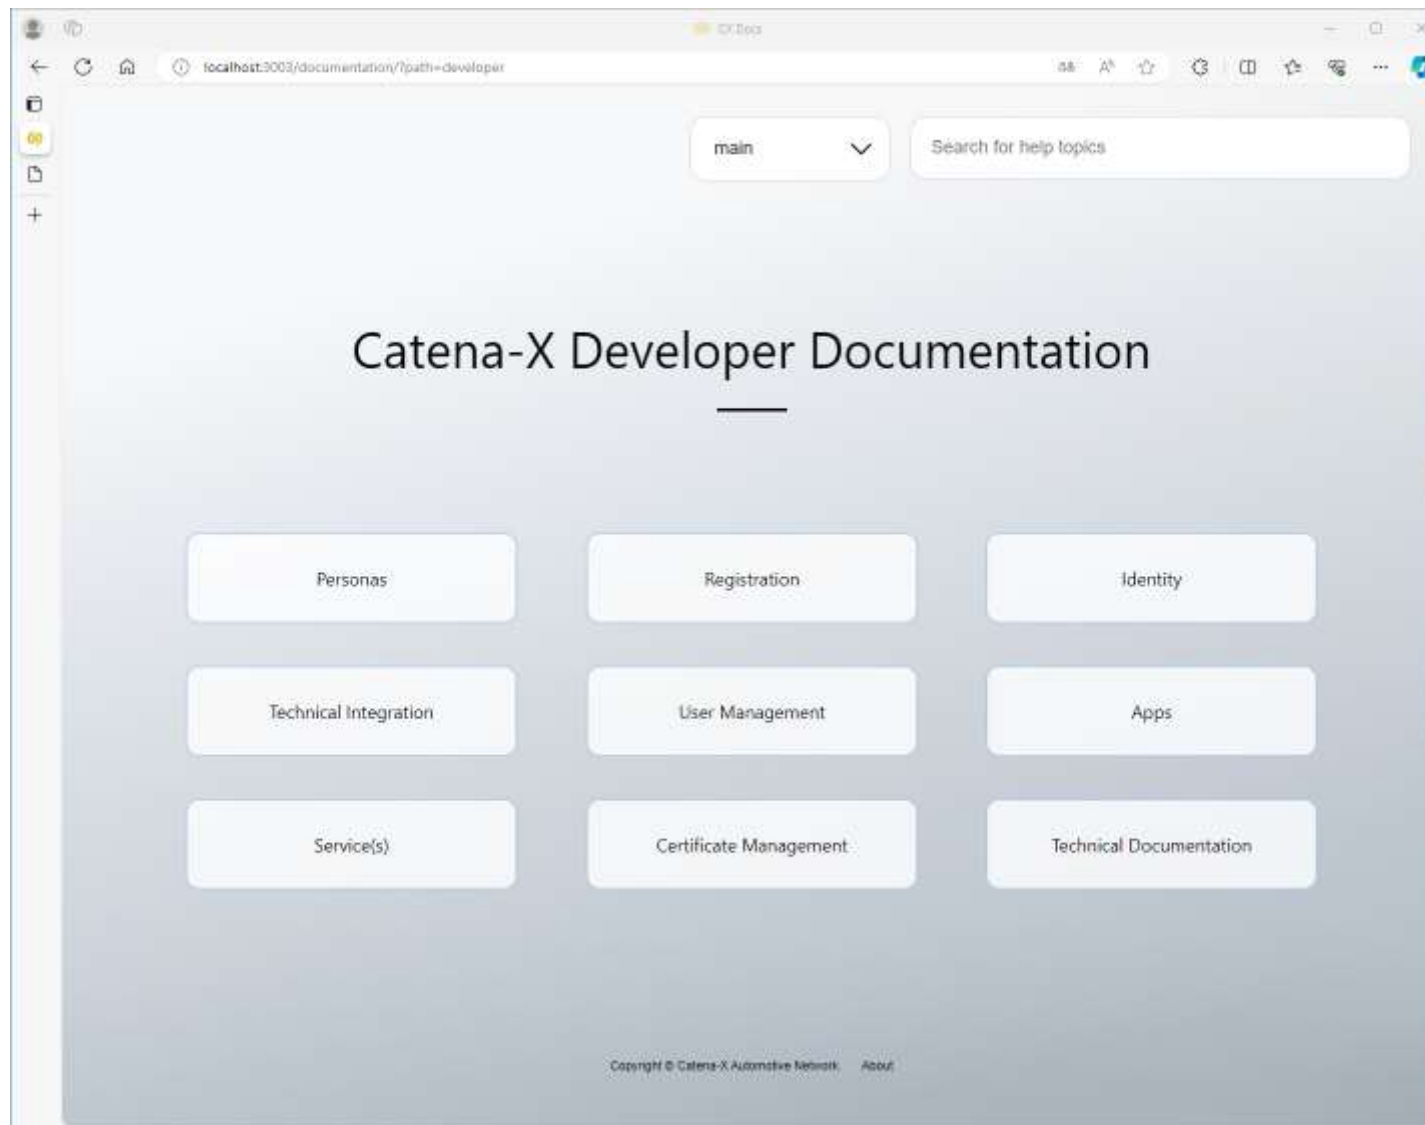 CX Docs
localhost:3003/documentation/?path=developer
main
Search for help topics
Catena-X Developer Documentation
Personas
Registration
Identity
Technical Integration
User Management
Apps
Service(s)
Certificate Management
Technical Documentation
Copyright © Catena-X Automotive Network. About